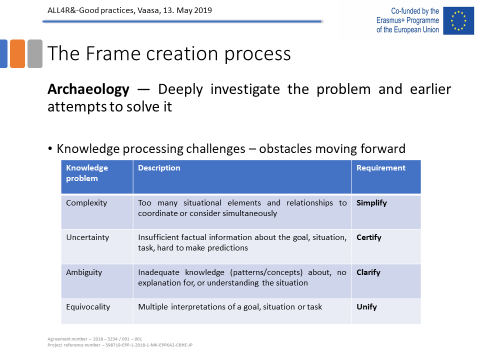 ALL4R&-Good practices, Vaasa, 13. May 2019
Co-funded by the
Erasmus+ Programme
of the European Union
The Frame creation process
Archaeology — Deeply investigate the problem and earlier
attempts to solve it
• Knowledge processing challenges – obstacles moving forward
Knowledge problem Description Requirement
Complexity Too many situational elements and relationships to coordinate or consider simultaneously Simplify
Uncertainty Insufficient factual information about the goal, situation, task, hard to make predictions Certify
Ambiguity Inadequate knowledge (patterns/concepts) about, no explanation for, or understanding the situation Clarify
Equivocality Multiple interpretations of a goal, situation or task Unify